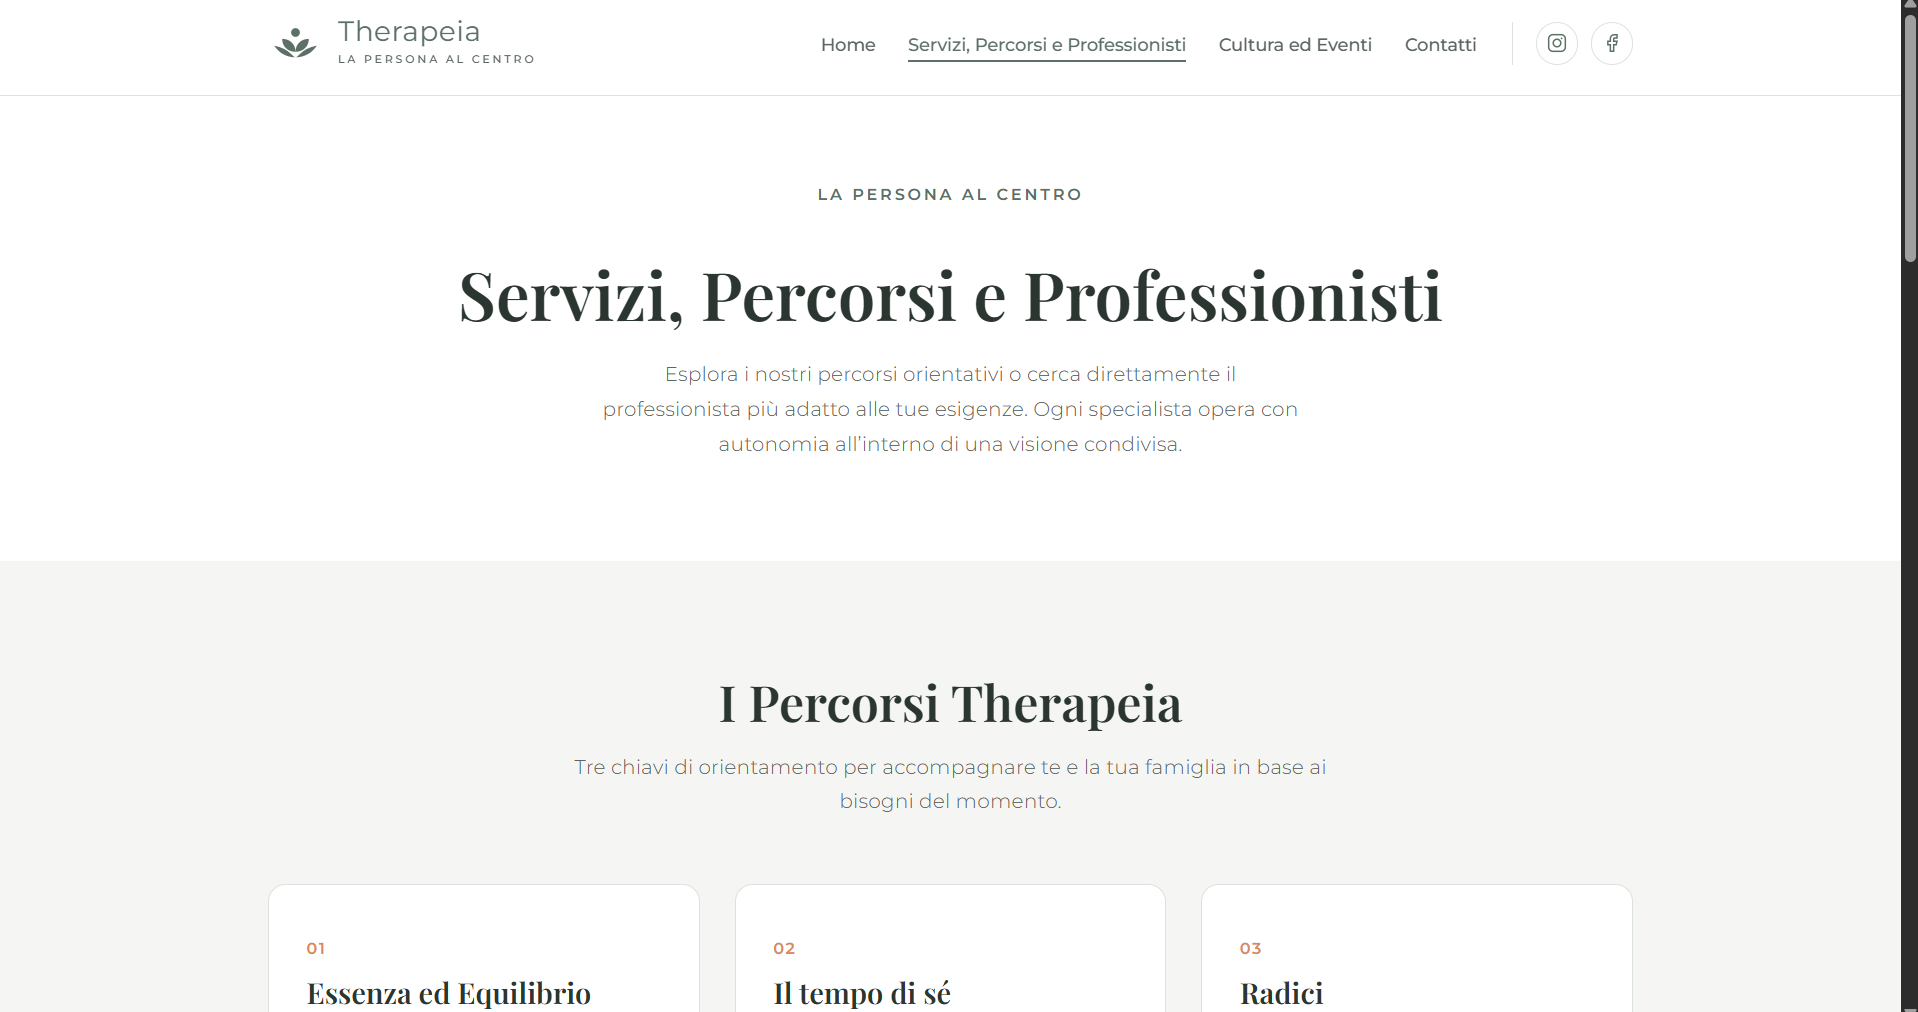 Therapeia
LA PERSONA AL CENTRO
Home
Servizi, Percorsi e Professionisti
Cultura ed Eventi
Contatti
LA PERSONA AL CENTRO
Servizi, Percorsi e Professionisti
Esplora i nostri percorsi orientativi o cerca direttamente il
professionista più adatto alle tue esigenze. Ogni specialista opera con
autonomia all’interno di una visione condivisa.
I Percorsi Therapeia
Tre chiavi di orientamento per accompagnare te e la tua famiglia in base ai
bisogni del momento.
01
Essenza ed Equilibrio
02
Il tempo di sé
03
Radici